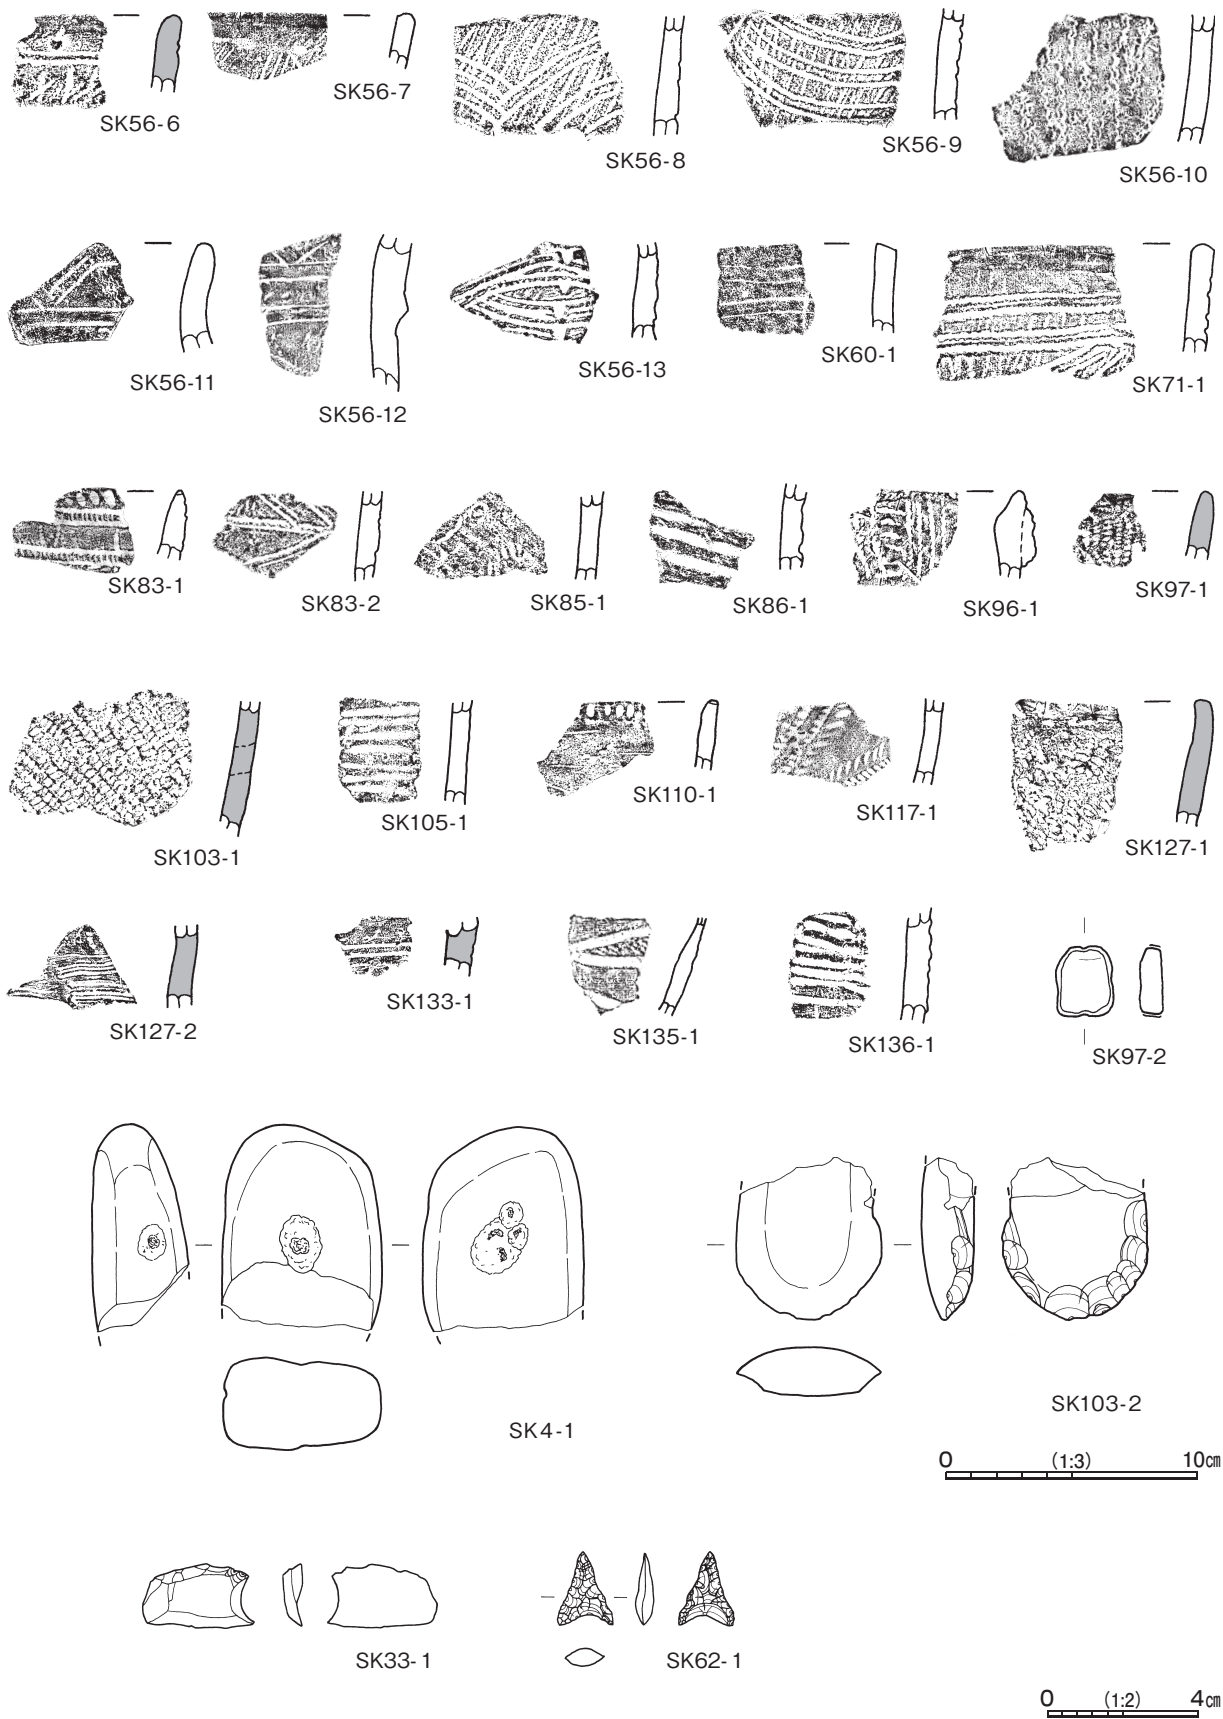 SK56-6
SK56-7
SK56-8
SK56-9
SK56-10
SK56-11
SK56-12
SK56-13
SK60-1
SK71-1
SK83-1
SK83-2
SK85-1
SK86-1
SK96-1
SK97-1
SK103-1
SK105-1
SK110-1
SK117-1
SK127-1
SK127-2
SK133-1
SK135-1
SK136-1
SK97-2
SK4-1
SK103-2
0 (1:3) 10㎝
SK33-1
SK62-1
0 (1:2) 4㎝